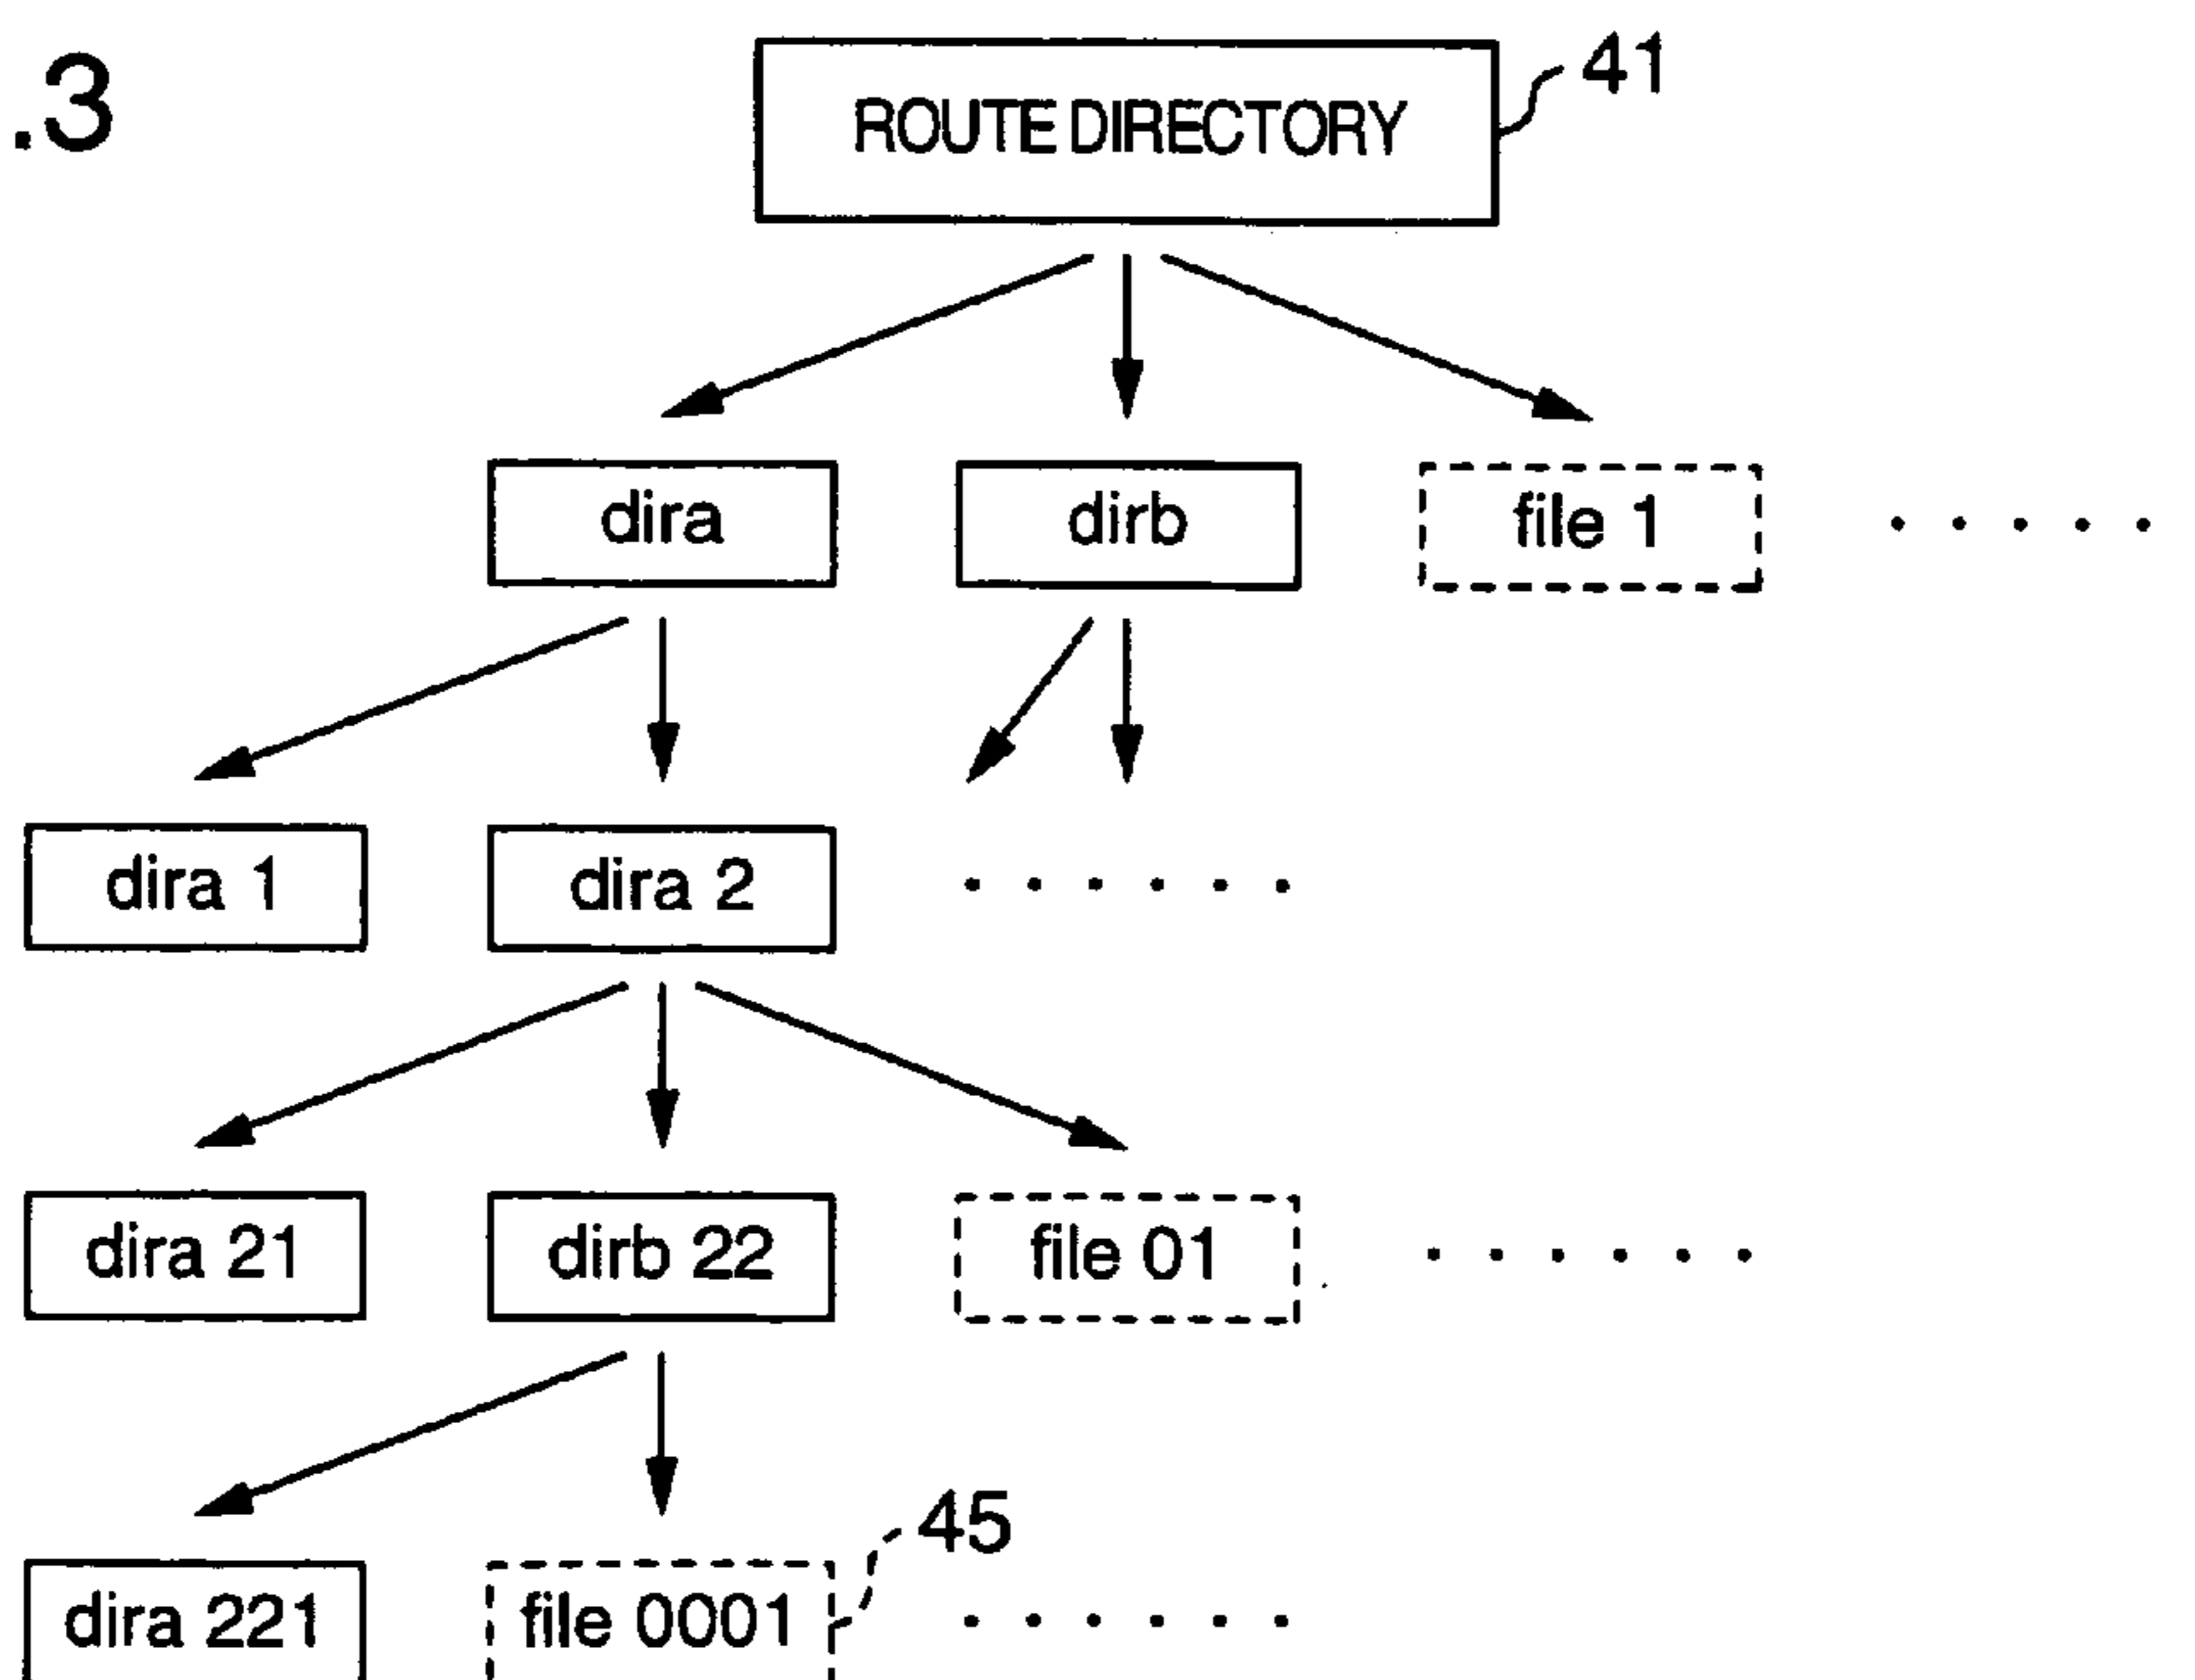 .3
ROUTE DIRECTORY
41
dira
dirb
file 1
dira 1
dira 2
dira 21
dirb 22
file 01
45
dira 221
file 0001